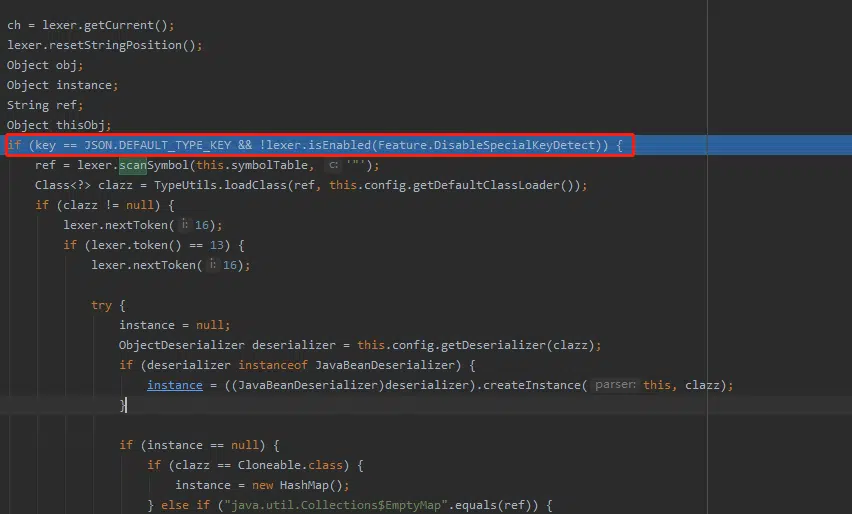 ch = lexer.getCurrent();
lexer.resetStringPosition();
Object obj;
Object instance;
String ref;
Object thisObj;
if (key == JSON.DEFAULT_TYPE_KEY && !lexer.isEnabled(Feature.DisableSpecialKeyDetect)) {
ref = lexer.scanSymbol(this.symbolTable, c: '"');
Class<?> clazz = TypeUtils.loadClass(ref, this.config.getDefaultClassLoader());
if (clazz != null) {
lexer.nextToken( i: 16);
if (lexer.token() == 13) {
lexer.nextToken( i: 16);
try {
instance = null;
ObjectDeserializer deserializer = this.config.getDeserializer(clazz);
if (deserializer instanceof JavaBeanDeserializer) {
instance = ((JavaBeanDeserializer)deserializer).createInstance( parser: this, clazz);
}
if (instance == null) {
if (clazz == Cloneable.class) {
instance = new HashMap();
} else if ("java.util.Collections$EmptyMap".equals(ref)) {